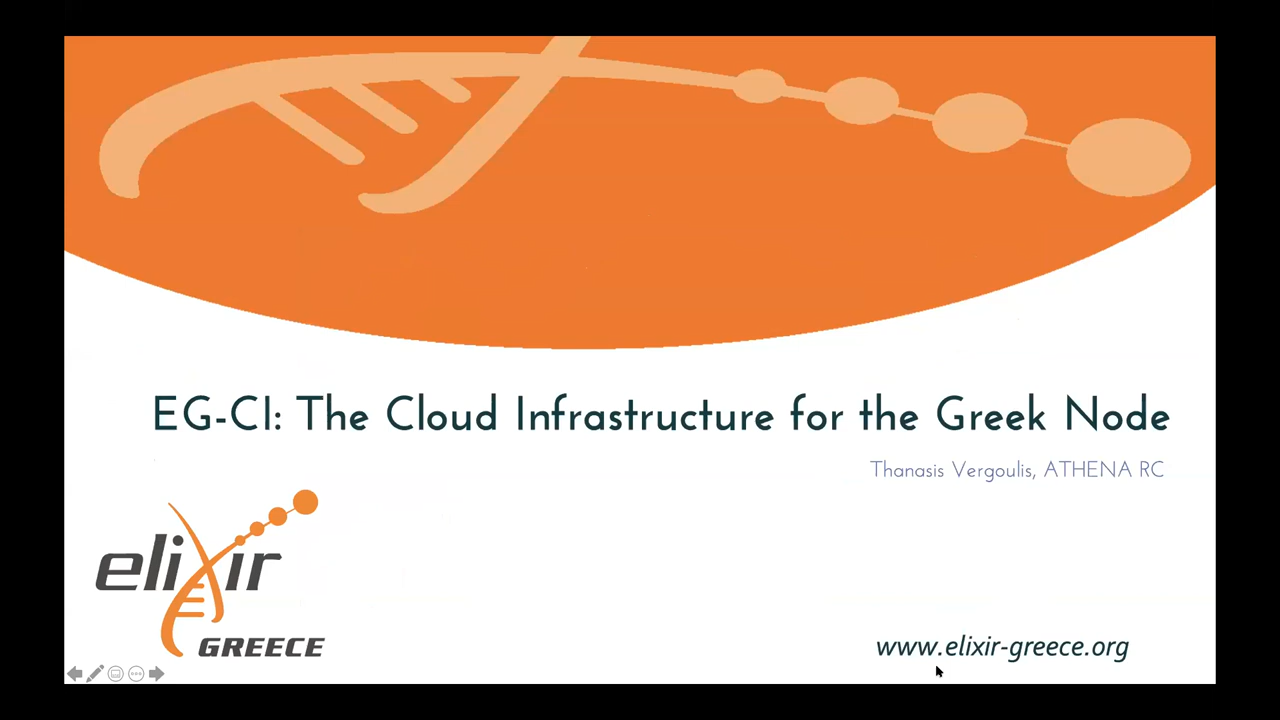 EG-CI: The Cloud Infrastructure for the Greek Node
Thanasis Vergoulis, ATHENA RC
elixir
GREECE
www.elixir-greece.org